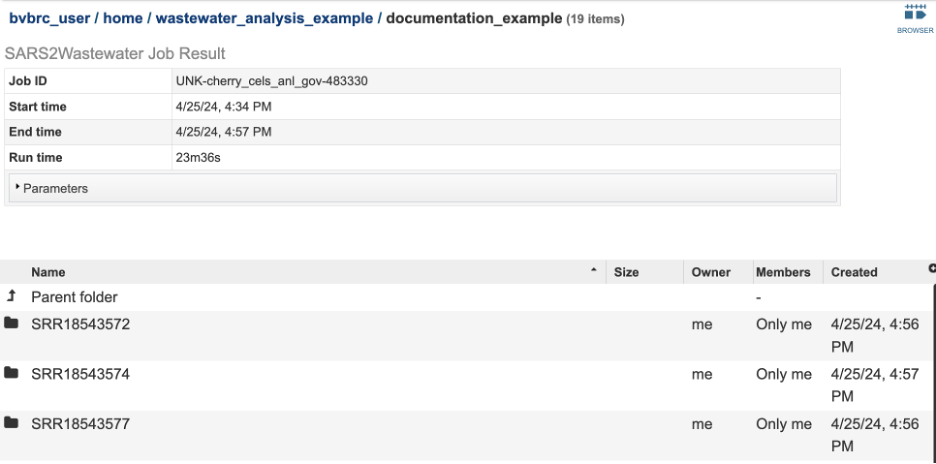 bvbrc_user / home / wastewater_analysis_example / documentation_example (19 items)
BROWSER
SARS2Wastewater Job Result
Job ID UNK-cherry_cels_anl_gov-483330
Start time 4/25/24, 4:34 PM
End time 4/25/24, 4:57 PM
Run time 23m36s
Parameters
Name Size Owner Members Created
Parent folder -
SRR18543572 me Only me 4/25/24, 4:56
PM
SRR18543574 me Only me 4/25/24, 4:57
PM
SRR18543577 me Only me 4/25/24, 4:56
PM